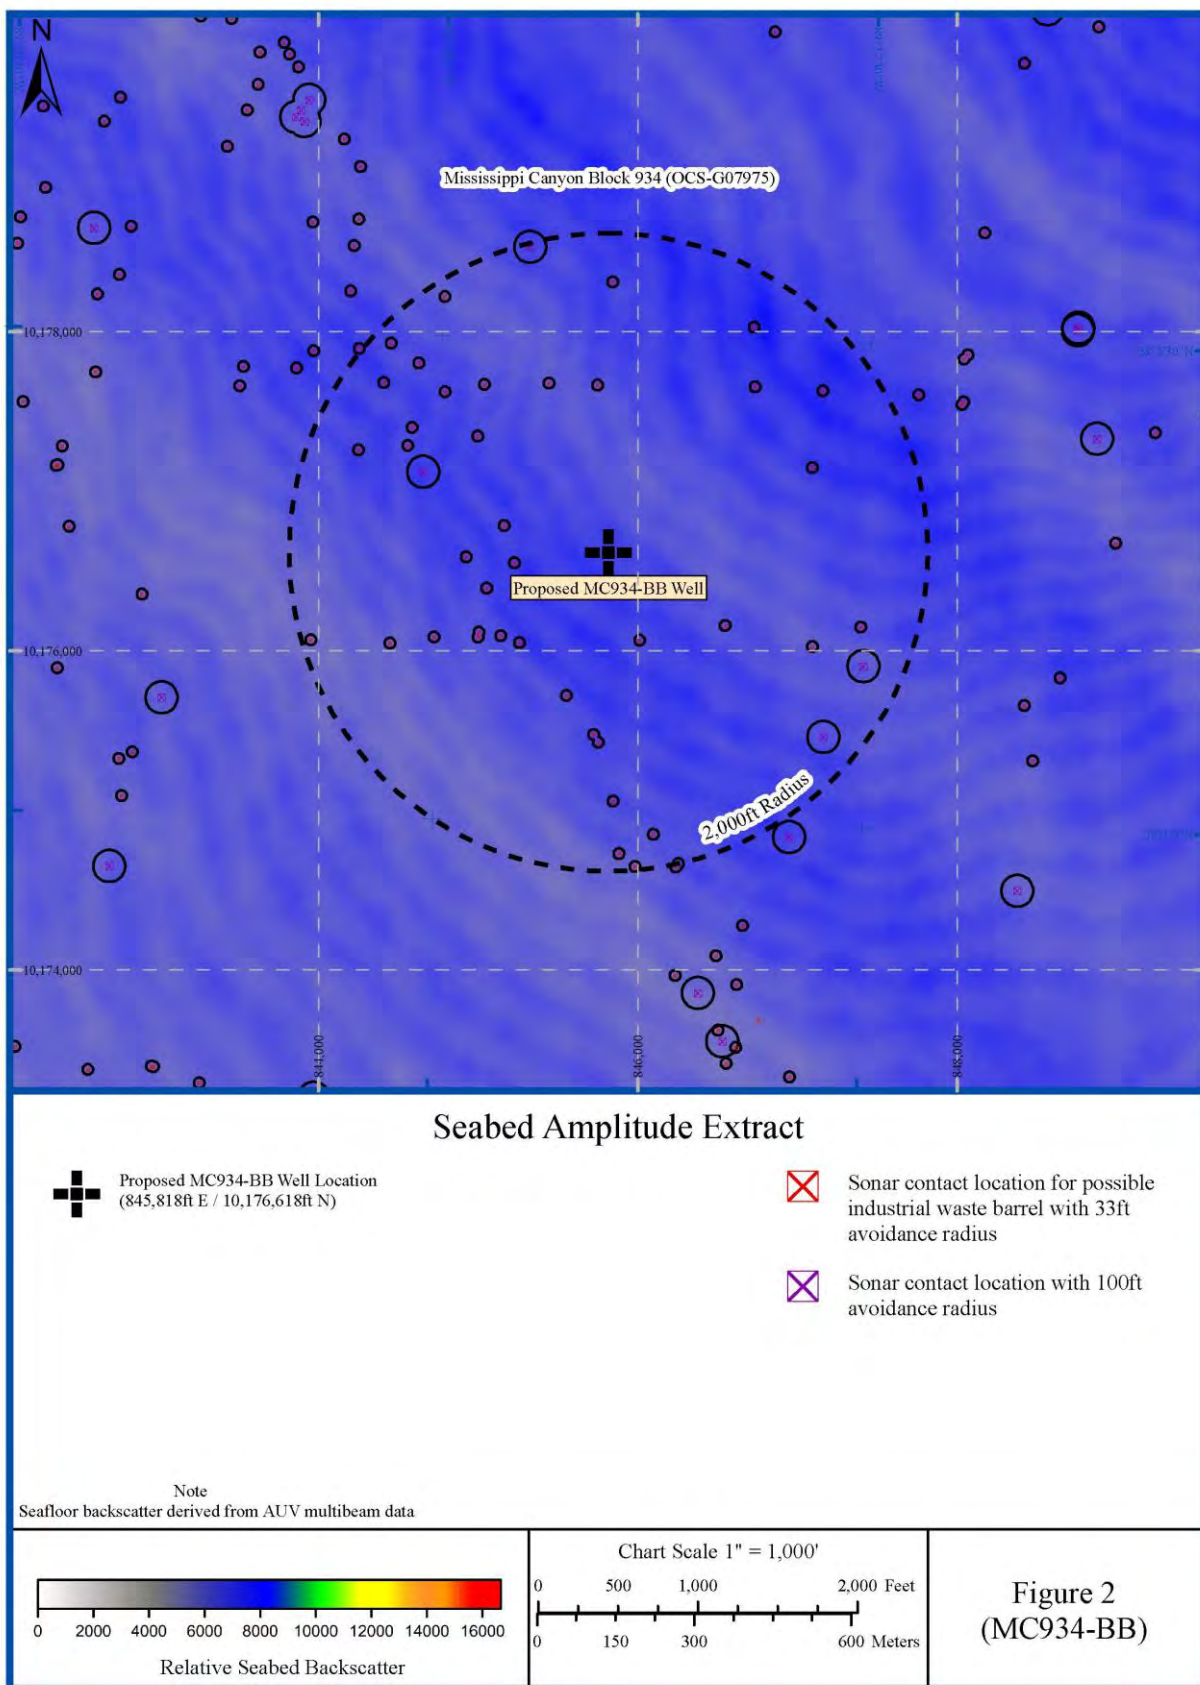 N
Mississippi Canyon Block 934 (OCS-G07975)
10,178,000
Proposed MC934-BB Well
10,176,000
2,000ft Radius
10,174,000
844,000
846,000
848,000
Seabed Amplitude Extract
Proposed MC934-BB Well Location
(845,818ft E / 10,176,618ft N)
Sonar contact location for possible
industrial waste barrel with 33ft
avoidance radius
Sonar contact location with 100ft
avoidance radius
Note
Seafloor backscatter derived from AUV multibeam data
0 2000 4000 6000 8000 10000 12000 14000 16000
Relative Seabed Backscatter
Chart Scale 1" = 1,000'
0 500 1,000 2,000 Feet
0 150 300 600 Meters
Figure 2
(MC934-BB)